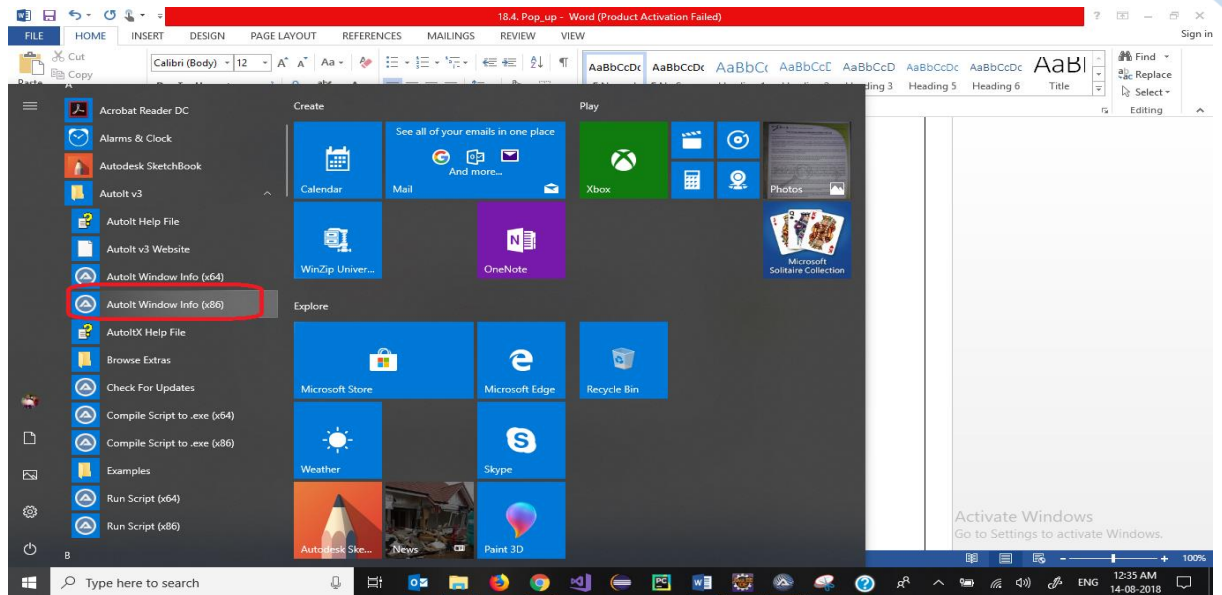 18.4. Pop_up - Word (Product Activation Failed)
Sign in
FILE HOME INSERT DESIGN PAGE LAYOUT REFERENCES MAILINGS REVIEW VIEW
Cut
Copy
Calibri (Body) 12
AaBbCcDc AaBbCcDc AaBbCc AaBbCcE AaBbCcD AaBbCcDc AaBbCcDc AaBl
Heading 5 Heading 6 Title
Find
Replace
Select
Editing
A
Acrobat Reader DC
Alarms & Clock
Autodesk SketchBook
AutoIt v3
AutoIt Help File
AutoIt v3 Website
AutoIt Window Info (x64)
AutoIt Window Info (x86)
AutoItX Help File
Browse Extras
Check For Updates
Compile Script to .exe (x64)
Compile Script to .exe (x86)
Examples
Run Script (x64)
Run Script (x86)
B
Create
Calendar
See all of your emails in one place
And more...
Mail
WinZip Univer...
OneNote
Explore
Microsoft Store
Microsoft Edge
Weather
Skype
Autodesk Ske...
News
Paint 3D
Play
Xbox
Photos
Microsoft
Solitaire Collection
Recycle Bin
Activate Windows
Go to Settings to activate Windows.
100%
Type here to search
ENG
12:35 AM
14-08-2018